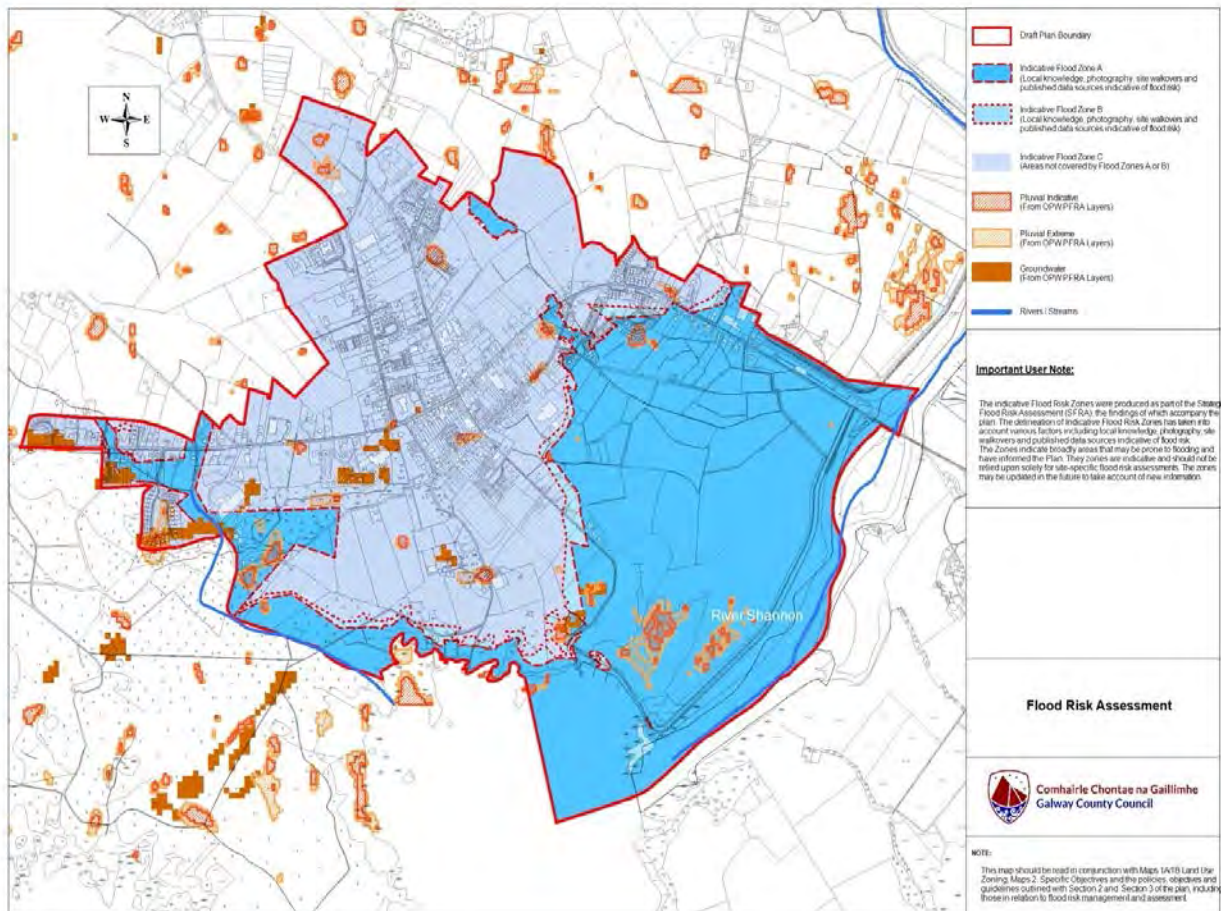 N
W E
S
River Shannon
Draft Plan Boundary
Indicative Flood Zone A
(Local knowledge, photography, site walkovers and
published data sources indicative of flood risk)
Indicative Flood Zone B
(Local knowledge, photography, site walkovers and
published data sources indicative of flood risk)
Indicative Flood Zone C
(Areas not covered by Flood Zones A or B)
Pluvial Indicative
(From OPW PFRA Layers)
Pluvial Extreme
(From OPW PFRA Layers)
Groundwater
(From OPW PFRA Layers)
Rivers / Streams
Important User Note:
The indicative Flood Risk Zones were produced as part of the Strateg
Flood Risk Assessment (SFRA), the findings of which accompany the
plan. The delineation of Indicative Flood Risk Zones has taken into
account various factors including local knowledge, photography, site
walkovers and published data sources indicative of flood risk.
The Zones indicate broadly areas that may be prone to flooding and
have informed the Plan. They zones are indicative and should not be
relied upon solely for site-specific flood risk assessments. The zones
may be updated in the future to take account of new information.
Flood Risk Assessment
Comhairle Chontae na Gaillimhe
Galway County Council
NOTE:
This map should be read in conjunction with Maps 1A/1B Land Use
Zoning, Maps 2. Specific Objectives and the policies, objectives and
guidelines outlined with Section 2 and Section 3 of the plan, including
those in relation to flood risk management and assessment.